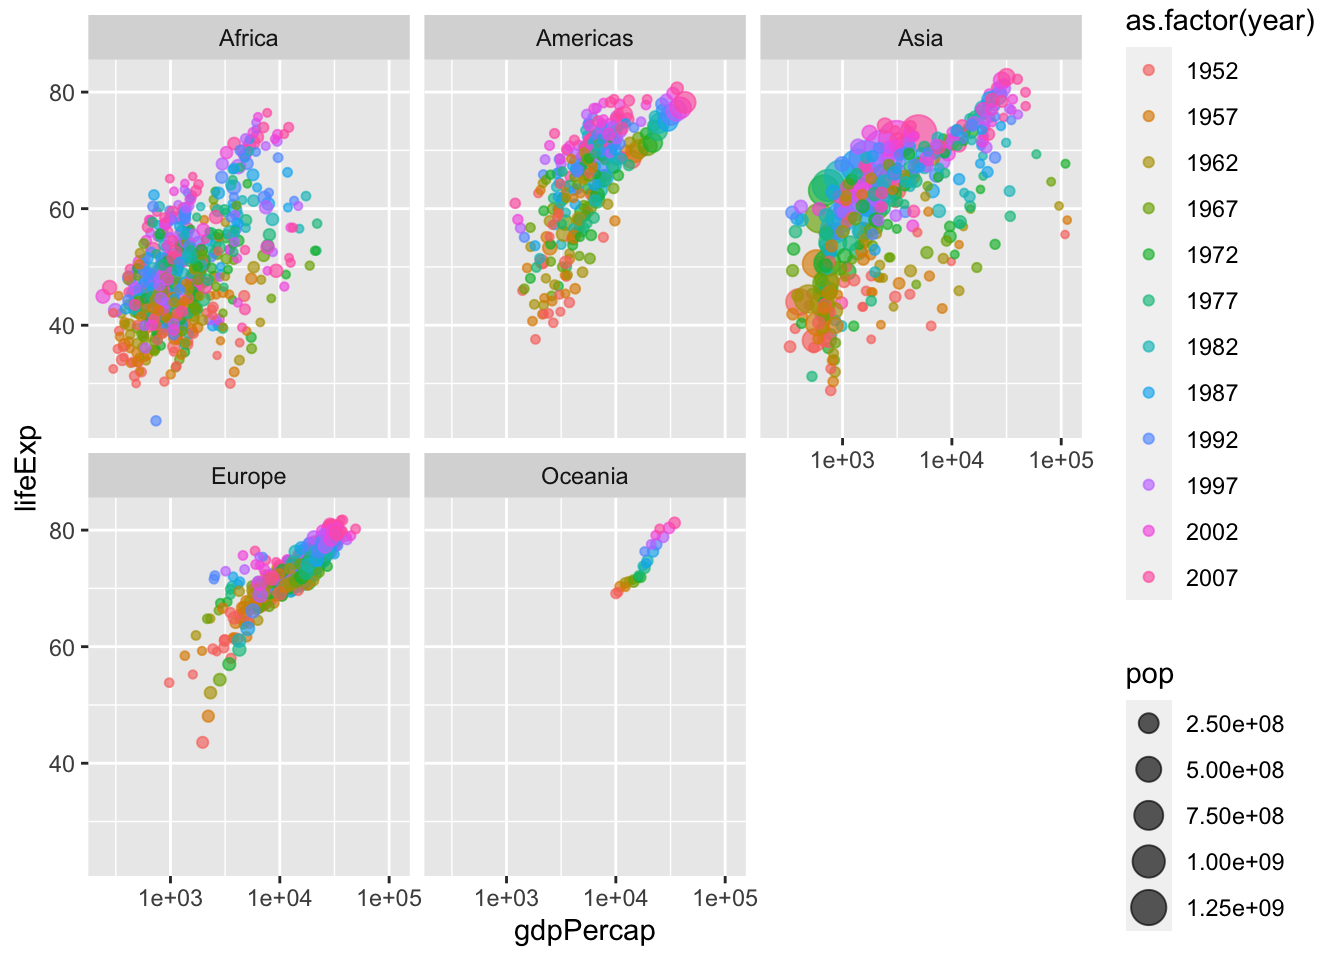 Africa
Americas
Asia
80
60
40
1e+03
1e+04
1e+05
Europe
Oceania
80
60
40
1e+03
1e+04
1e+05
1e+03
1e+04
1e+05
lifeExp
gdpPercap
as.factor(year)
1952
1957
1962
1967
1972
1977
1982
1987
1992
1997
2002
2007
pop
2.50e+08
5.00e+08
7.50e+08
1.00e+09
1.25e+09